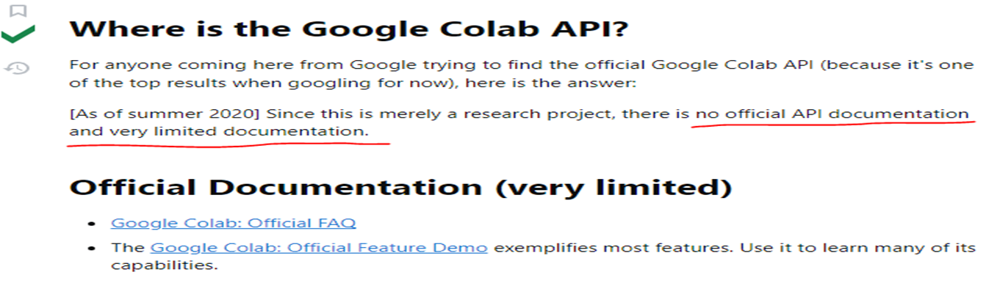 Where is the Google Colab API?
For anyone coming here from Google trying to find the official Google Colab API (because it's one
of the top results when googling for now), here is the answer:
[As of summer 2020] Since this is merely a research project, there is no official API documentation
and very limited documentation.
Official Documentation (very limited)
• Google Colab: Official FAQ
• The Google Colab: Official Feature Demo exemplifies most features. Use it to learn many of its
capabilities.